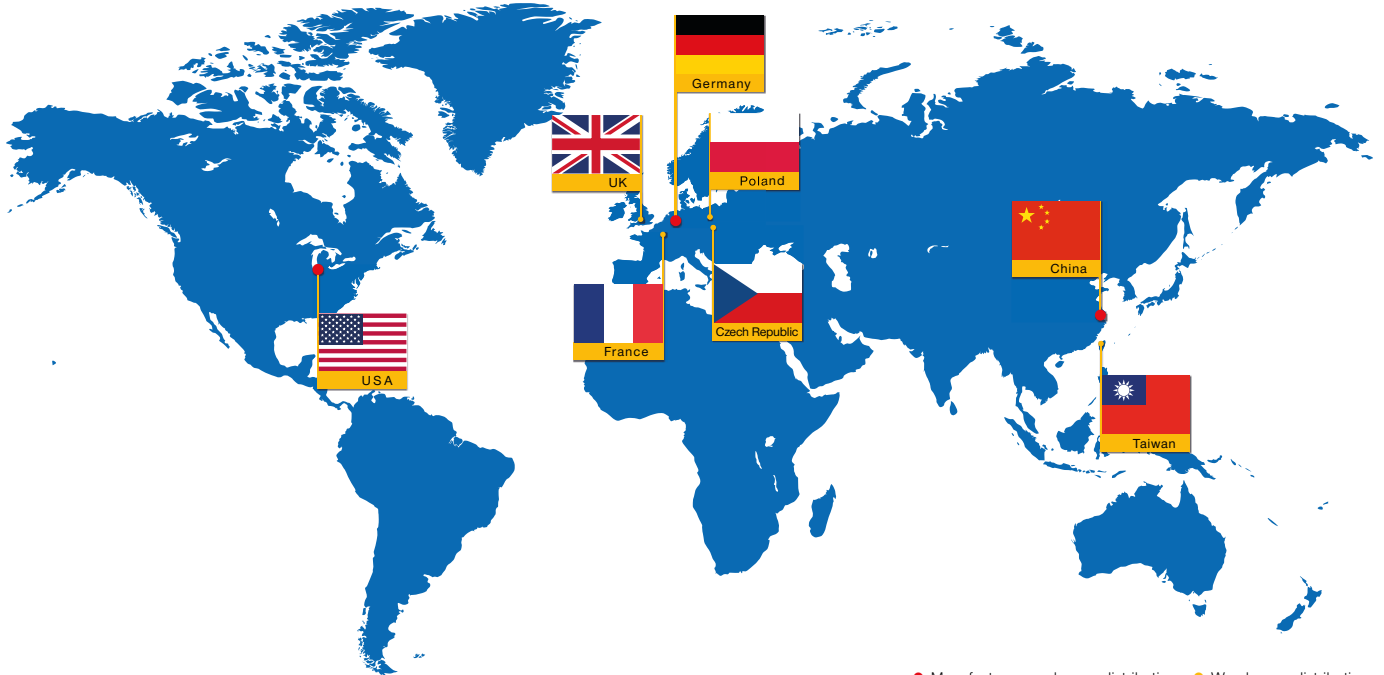 Germany
UK
Poland
China
USA
France
Czech Republic
Taiwan